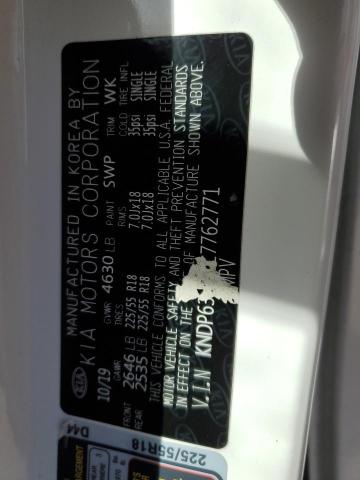 MANUFACTURED IN KOREA BY
KIA MOTORS CORPORATION
KIA
10/19 GVWR 4630 LB PAINT SWP TRIM WK
GAWR TIRES RIMS COLD TIRE INFL
FRONT 2646 LB 225/55 R18 7.0Jx18 35psi SINGLE
REAR 2535 LB 225/55 R18 7.0Jx18 35psi SINGLE
THIS VEHICLE CONFORMS TO ALL APPLICABLE U.S.A. FEDERAL
MOTOR VEHICLE SAFETY AND THEFT PREVENTION STANDARDS
IN EFFECT ON THE OF MANUFACTURE SHOWN ABOVE.
V.I.N KNDP63 7762771
MPV
D44
225/55R18